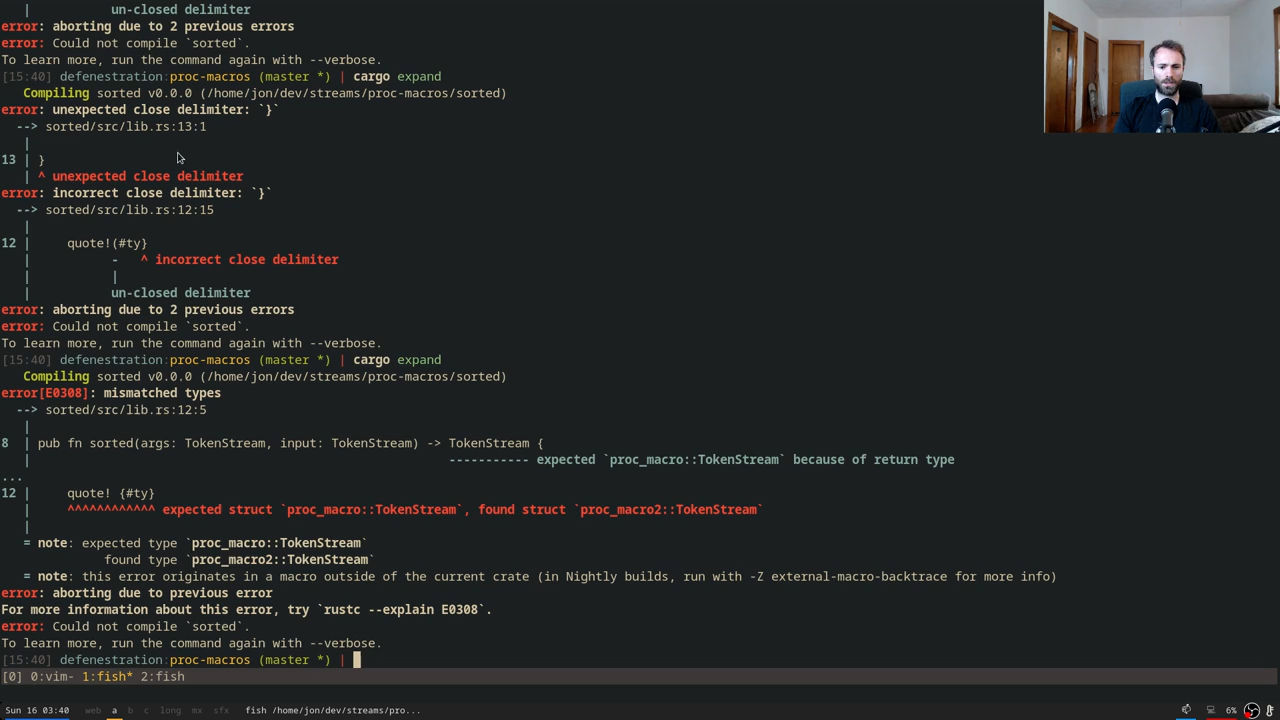 |          un-closed delimiter
error: aborting due to 2 previous errors
error: Could not compile `sorted`.
To learn more, run the command again with --verbose.
[15:40] defenestration:proc-macros (master *) | cargo expand
   Compiling sorted v0.0.0 (/home/jon/dev/streams/proc-macros/sorted)
error: unexpected close delimiter: `}`
  --> sorted/src/lib.rs:13:1
   |
13 | }
   | ^ unexpected close delimiter
error: incorrect close delimiter: `}`
  --> sorted/src/lib.rs:12:15
   |
12 |     quote!(#ty}
   |          -   ^ incorrect close delimiter
   |          |
   |          un-closed delimiter
error: aborting due to 2 previous errors
error: Could not compile `sorted`.
To learn more, run the command again with --verbose.
[15:40] defenestration:proc-macros (master *) | cargo expand
   Compiling sorted v0.0.0 (/home/jon/dev/streams/proc-macros/sorted)
error[E0308]: mismatched types
  --> sorted/src/lib.rs:12:5
   |
8  | pub fn sorted(args: TokenStream, input: TokenStream) -> TokenStream {
   |                                                         ----------- expected `proc_macro::TokenStream` because of return type
...
12 |     quote! {#ty}
   |     ^^^^^^^^^^^^ expected struct `proc_macro::TokenStream`, found struct `proc_macro2::TokenStream`
   |
   = note: expected type `proc_macro::TokenStream`
              found type `proc_macro2::TokenStream`
   = note: this error originates in a macro outside of the current crate (in Nightly builds, run with -Z external-macro-backtrace for more info)
error: aborting due to previous error
For more information about this error, try `rustc --explain E0308`.
error: Could not compile `sorted`.
To learn more, run the command again with --verbose.
[15:40] defenestration:proc-macros (master *) |
[0] 0:vim- 1:fish* 2:fish
Sun 16 03:40 web a b c long mx sfx fish /home/jon/dev/streams/pro... 6%